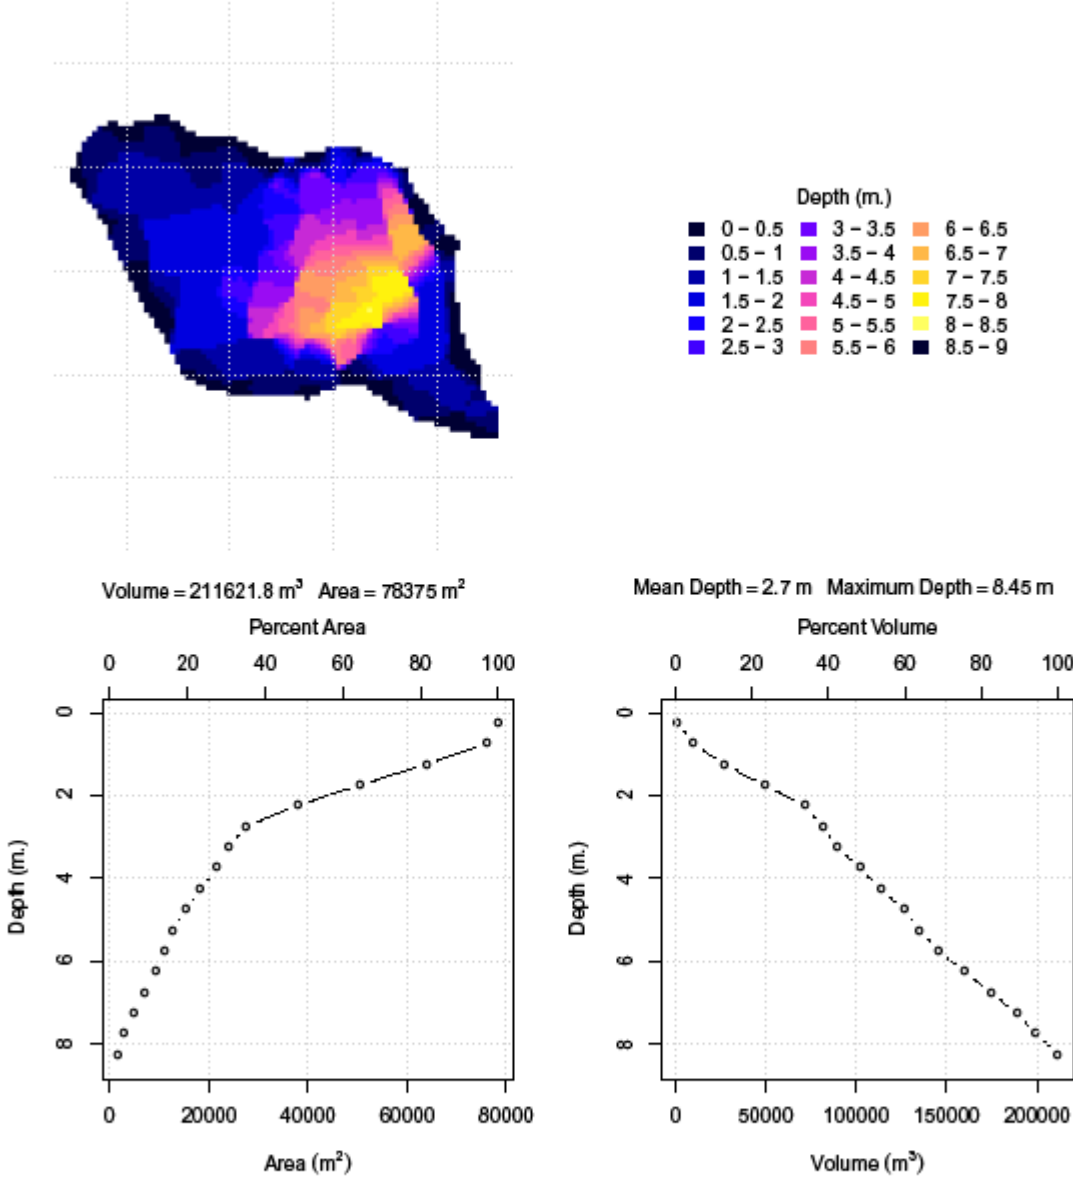 Depth (m.)
0 – 0.5 3 – 3.5 6 – 6.5
0.5 – 1 3.5 – 4 6.5 – 7
1 – 1.5 4 – 4.5 7 – 7.5
1.5 – 2 4.5 – 5 7.5 – 8
2 – 2.5 5 – 5.5 8 – 8.5
2.5 – 3 5.5 – 6 8.5 – 9
Volume = 211621.8 m³ Area = 78375 m²
Mean Depth = 2.7 m Maximum Depth = 8.45 m
Percent Area
0 20 40 60 80 100
Depth (m.)
0
2
4
6
8
0 20000 40000 60000 80000
Area (m²)
Percent Volume
0 20 40 60 80 100
Depth (m.)
0
2
4
6
8
0 50000 100000 150000 200000
Volume (m³)